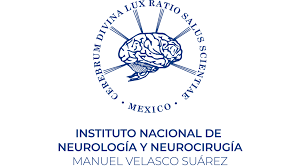 CEREBRUM DIVINA LUX RATIO SALUS SCIENTIAE
• MEXICO •
INSTITUTO NACIONAL DE
NEUROLOGÍA Y NEUROCIRUGÍA
MANUEL VELASCO SUÁREZ